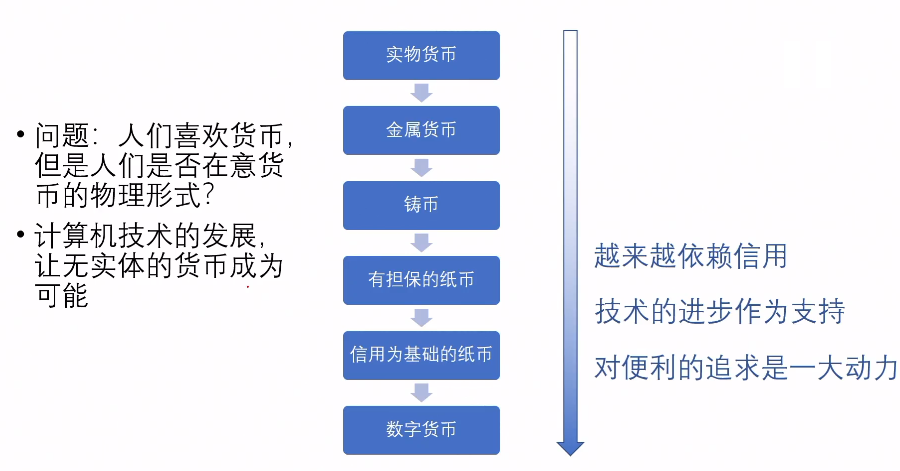 • 问题：人们喜欢货币，
但是人们是否在意货
币的物理形式？
• 计算机技术的发展，
让无实体的货币成为
可能
实物货币
金属货币
铸币
有担保的纸币
信用为基础的纸币
数字货币
越来越依赖信用
技术的进步作为支持
对便利的追求是一大动力